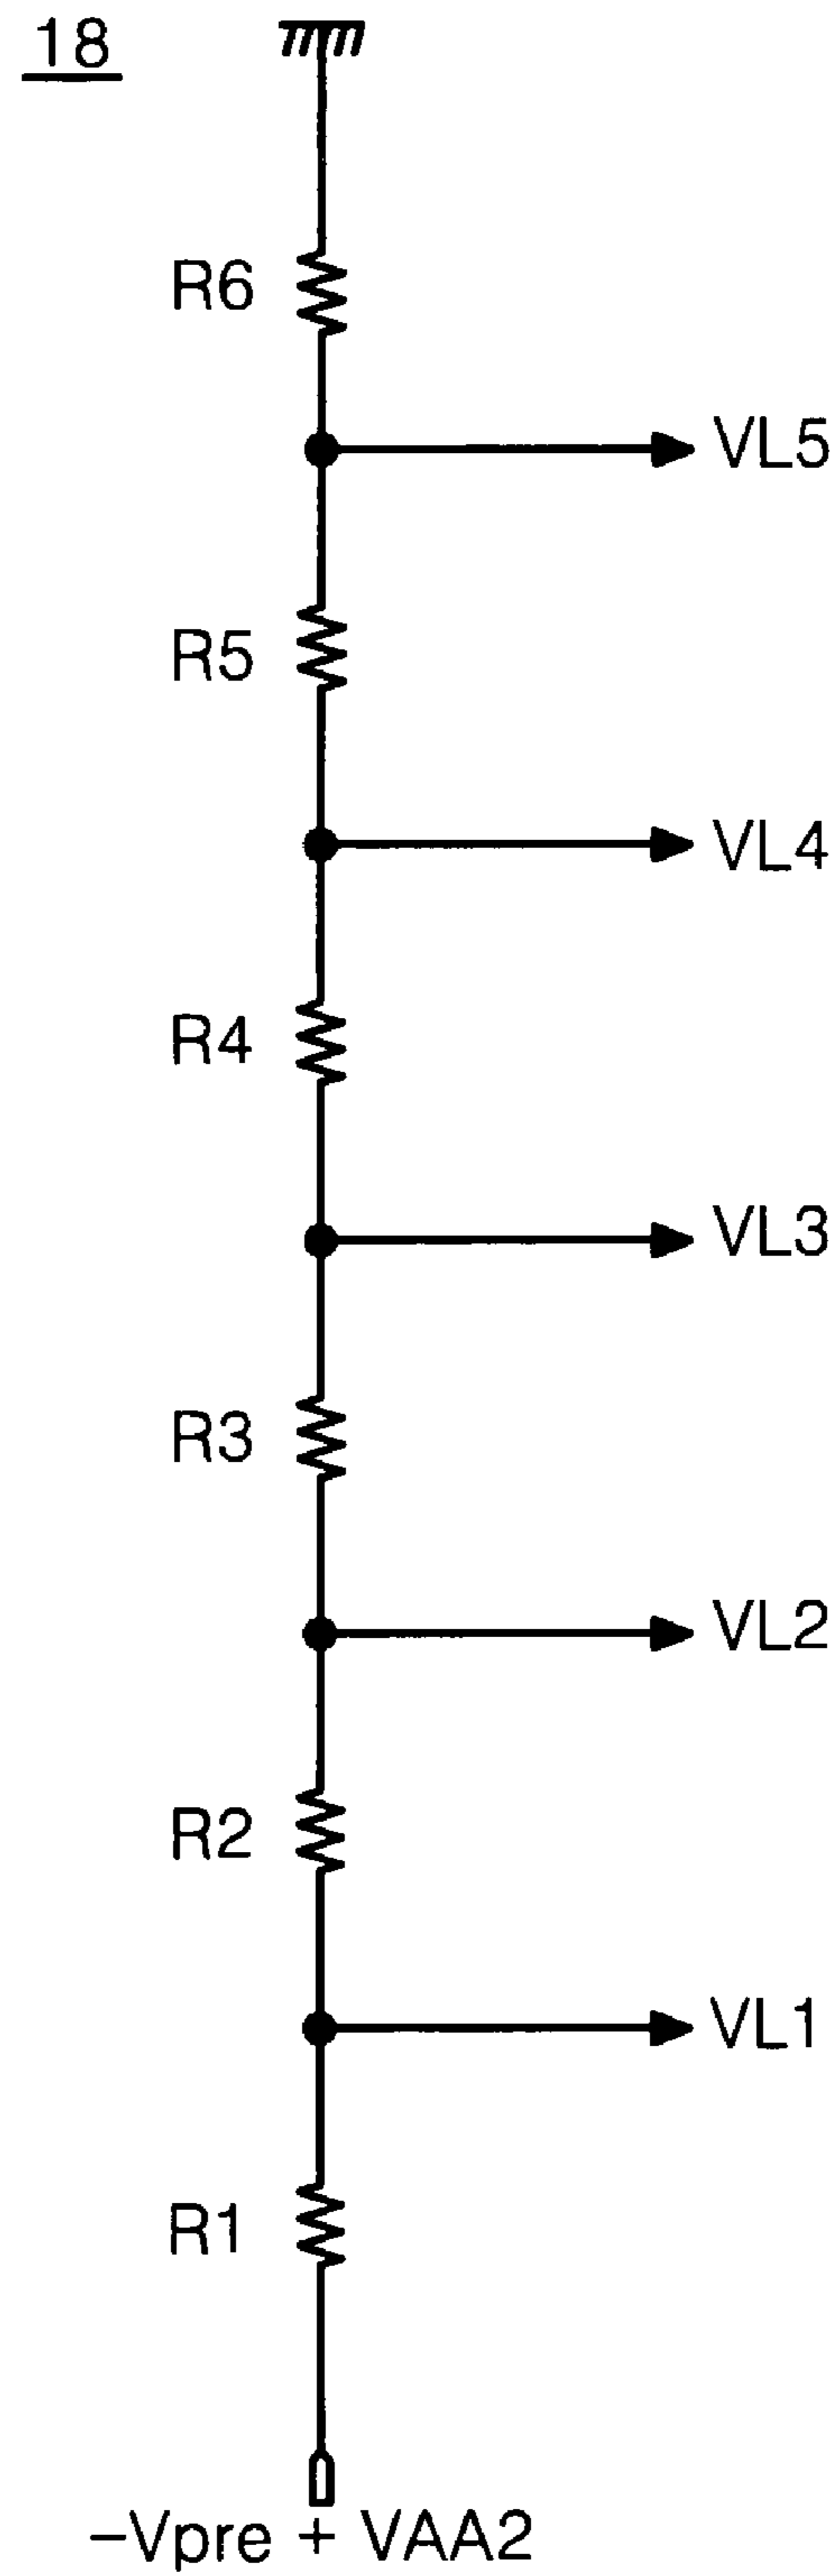 18
R6
VL5
R5
VL4
R4
VL3
R3
VL2
R2
VL1
R1
-Vpre + VAA2